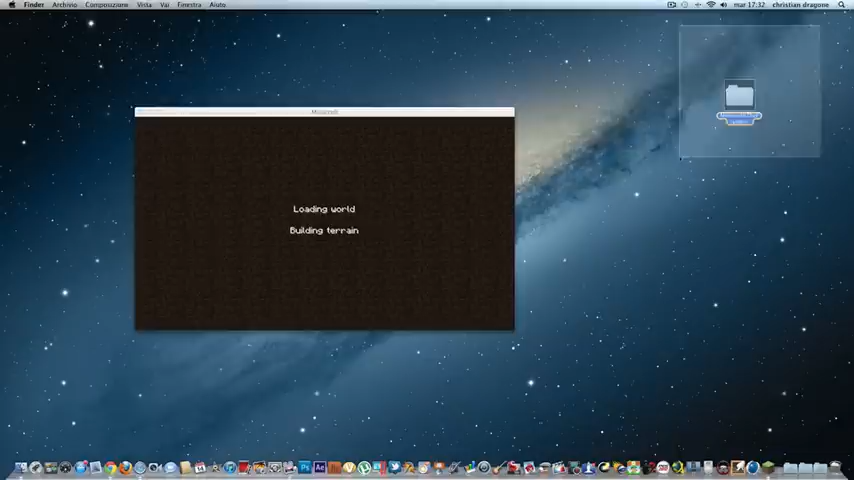 Finder Archivio Composizione Vista Vai Finestra Aiuto mar 17:32 christian dragone
Minecraft
Loading world
Building terrain